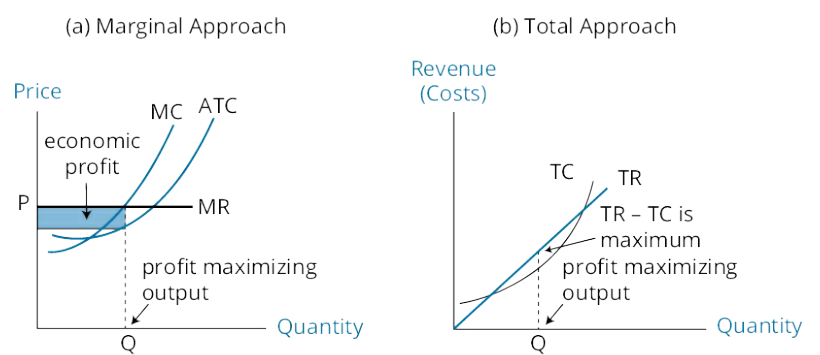 (a) Marginal Approach
Price
MC
ATC
economic
profit
P
MR
profit maximizing
output
Quantity
Q
(b) Total Approach
Revenue
(Costs)
TC
TR
TR – TC is
maximum
profit maximizing
output
Quantity
Q